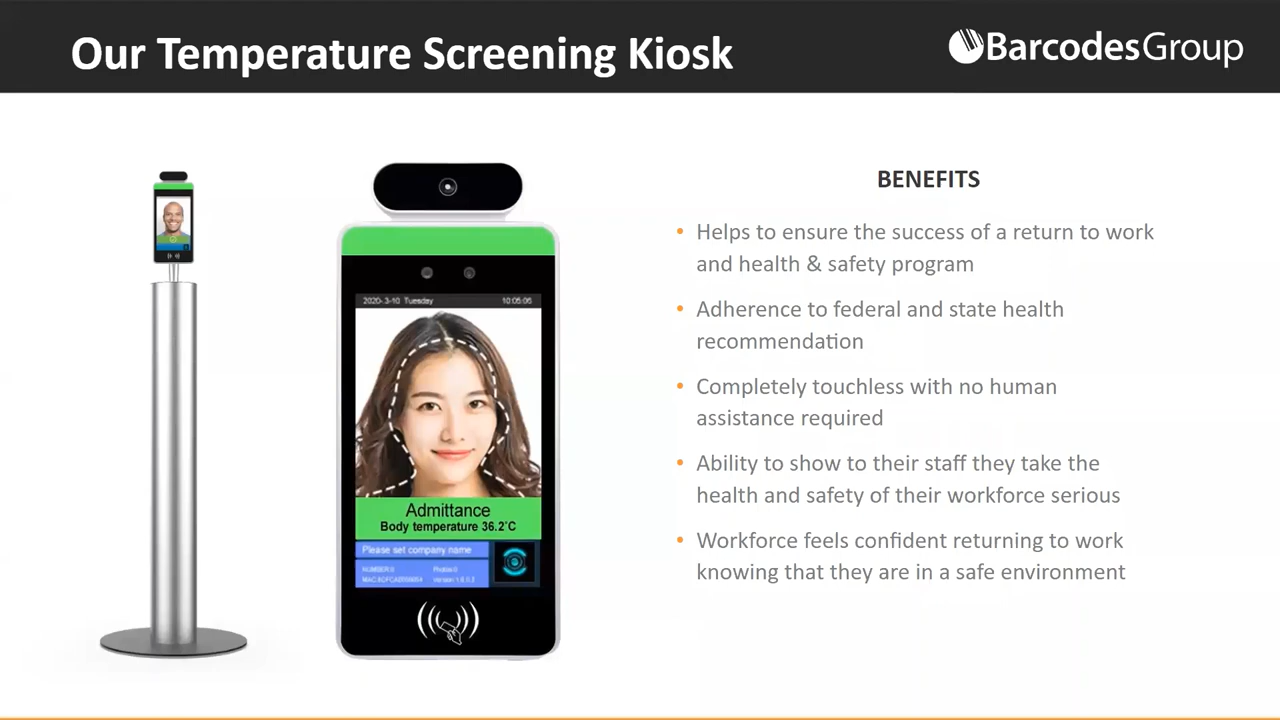 Our Temperature Screening Kiosk
BarcodesGroup
2020-.3-10 Tuesday 10:05:06
Admittance
Body temperature 36.2°C
Please set company name
NUMBER:0 Photos:0
BENEFITS
• Helps to ensure the success of a return to work
and health & safety program
• Adherence to federal and state health
recommendation
• Completely touchless with no human
assistance required
• Ability to show to their staff they take the
health and safety of their workforce serious
• Workforce feels confident returning to work
knowing that they are in a safe environment